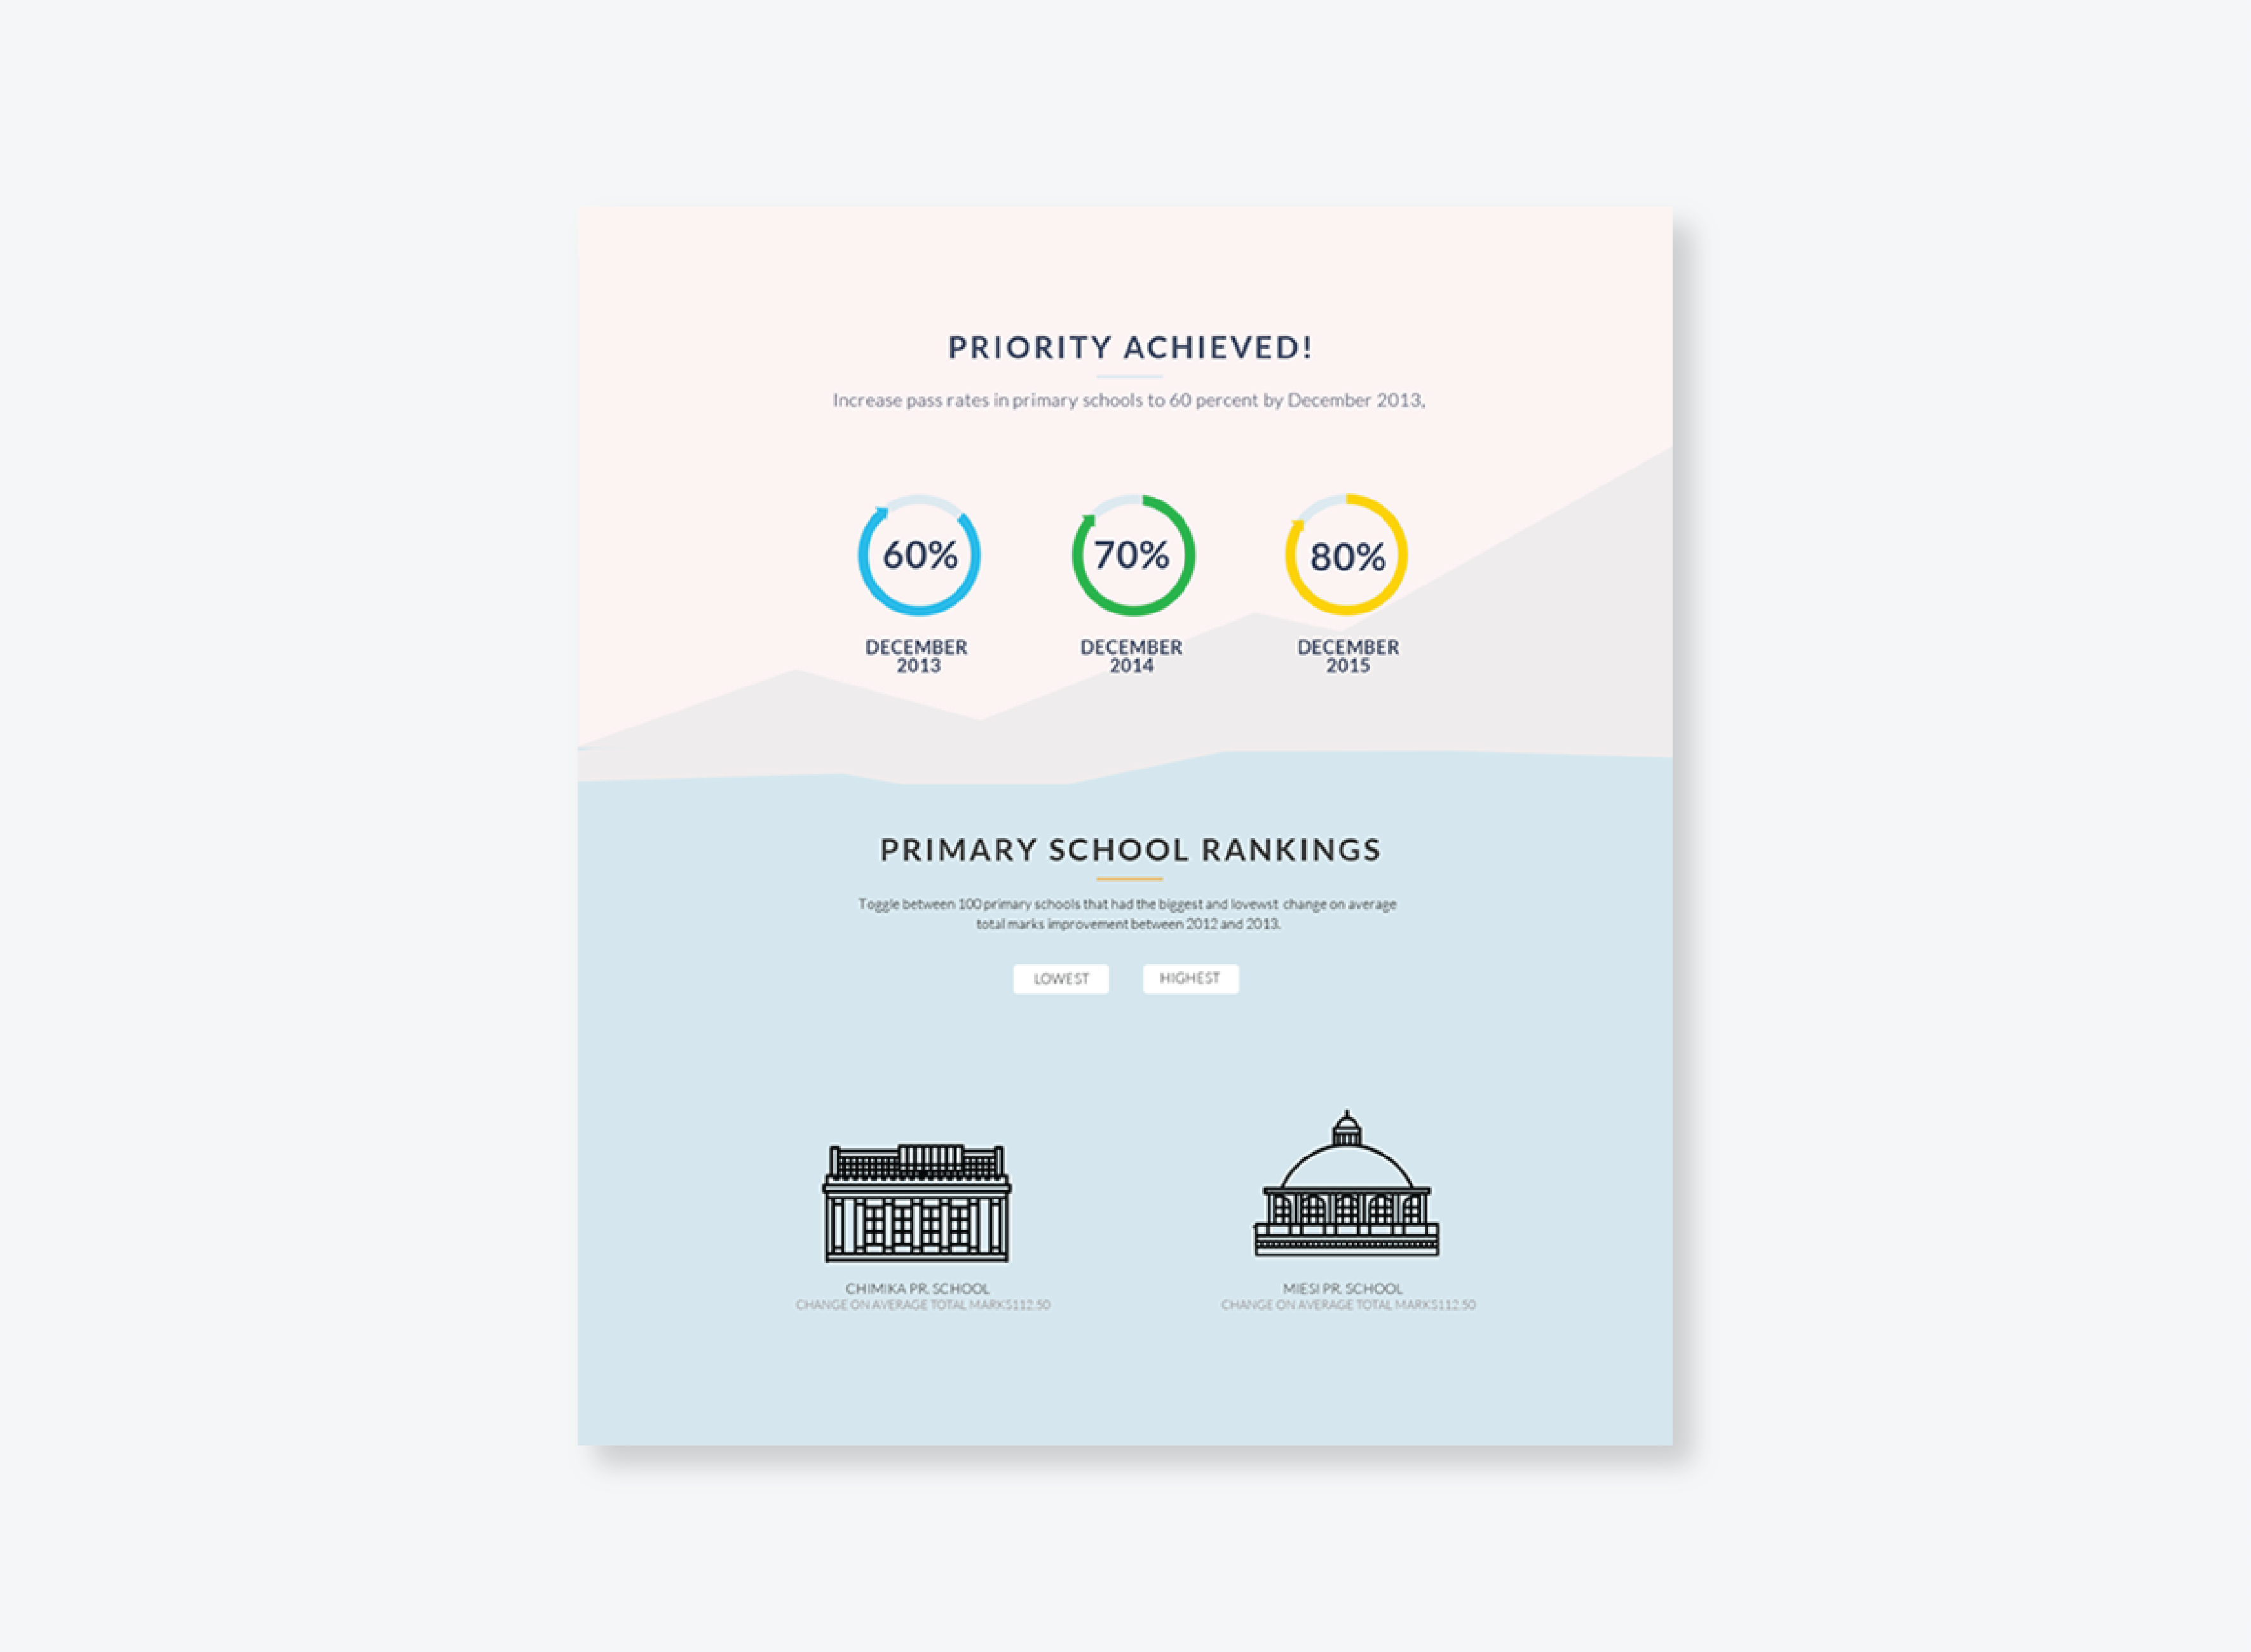 PRIORITY ACHIEVED!
Increase pass rates in primary schools to 60 percent by December 2013,
60%
70%
80%
DECEMBER
2013
DECEMBER
2014
DECEMBER
2015
PRIMARY SCHOOL RANKINGS
Toggle between 100 primary schools that had the biggest and lovewst change on average
total marks improvement between 2012 and 2013.
LOWEST
HIGHEST
CHIMIKA PR. SCHOOL
CHANGE ON AVERAGE TOTAL MARKS112.50
MIESI PR. SCHOOL
CHANGE ON AVERAGE TOTAL MARKS112.50